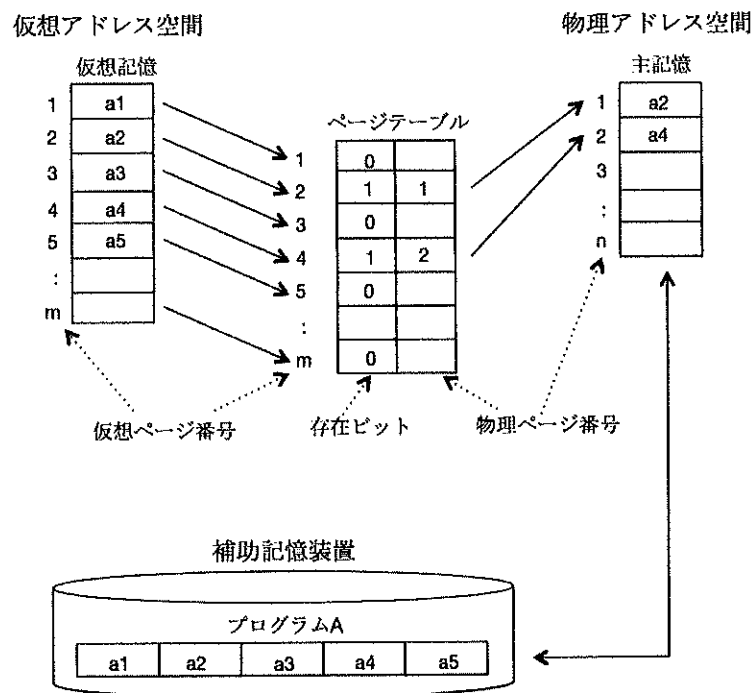 仮想アドレス空間
物理アドレス空間
仮想記憶
主記憶
1 a1
2 a2
3 a3
4 a4
5 a5
:
m
ページテーブル
1 0
2 1 1
3 0
4 1 2
5 0
:
m 0
1 a2
2 a4
3
:
n
仮想ページ番号
存在ビット
物理ページ番号
補助記憶装置
プログラムA
a1 a2 a3 a4 a5